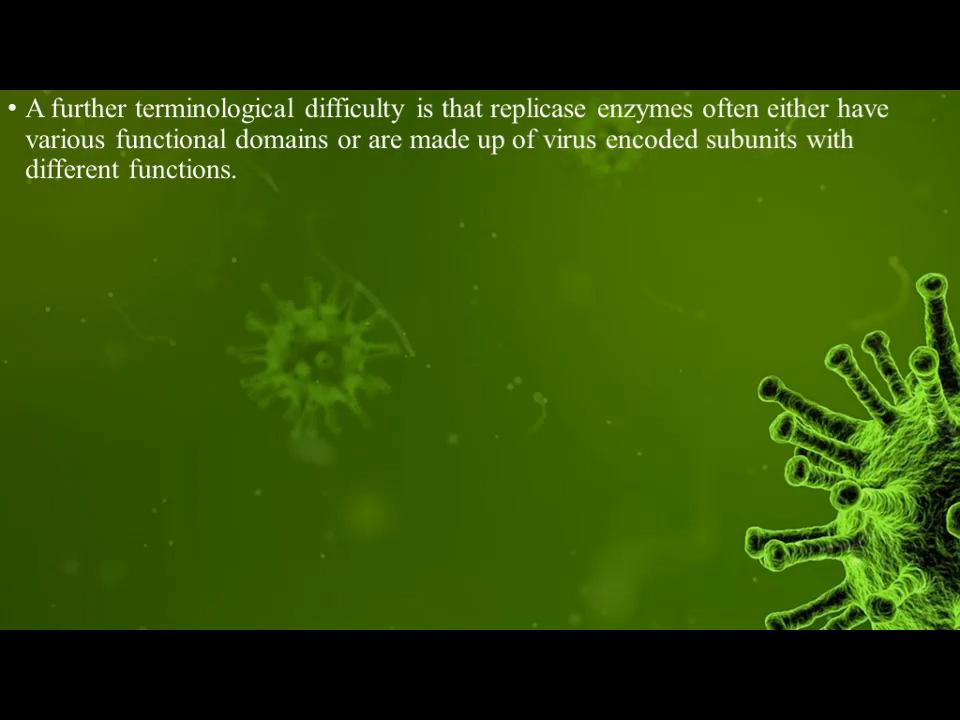 • A further terminological difficulty is that replicase enzymes often either have
various functional domains or are made up of virus encoded subunits with
different functions.